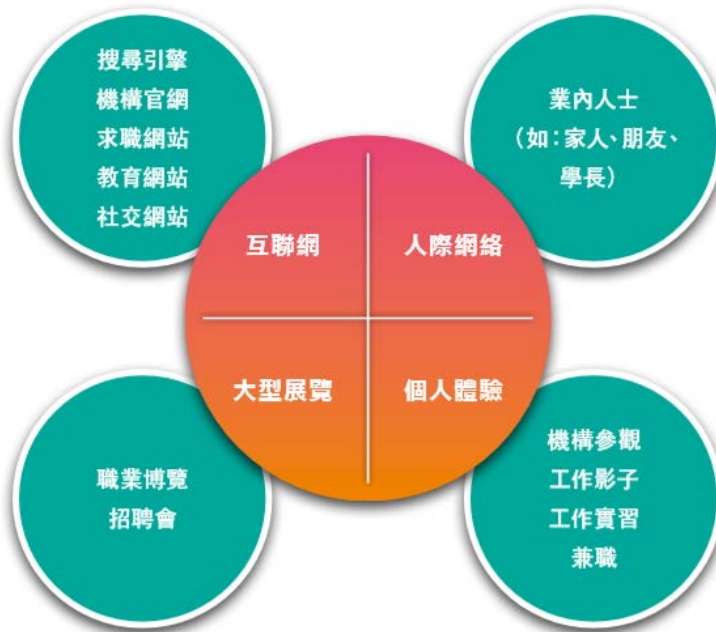 搜尋引擎
機構官網
求職網站
教育網站
社交網站
業內人士
（如：家人、朋友、
學長）
互聯網
人際網絡
大型展覽
個人體驗
職業博覽
招聘會
機構參觀
工作影子
工作實習
兼職